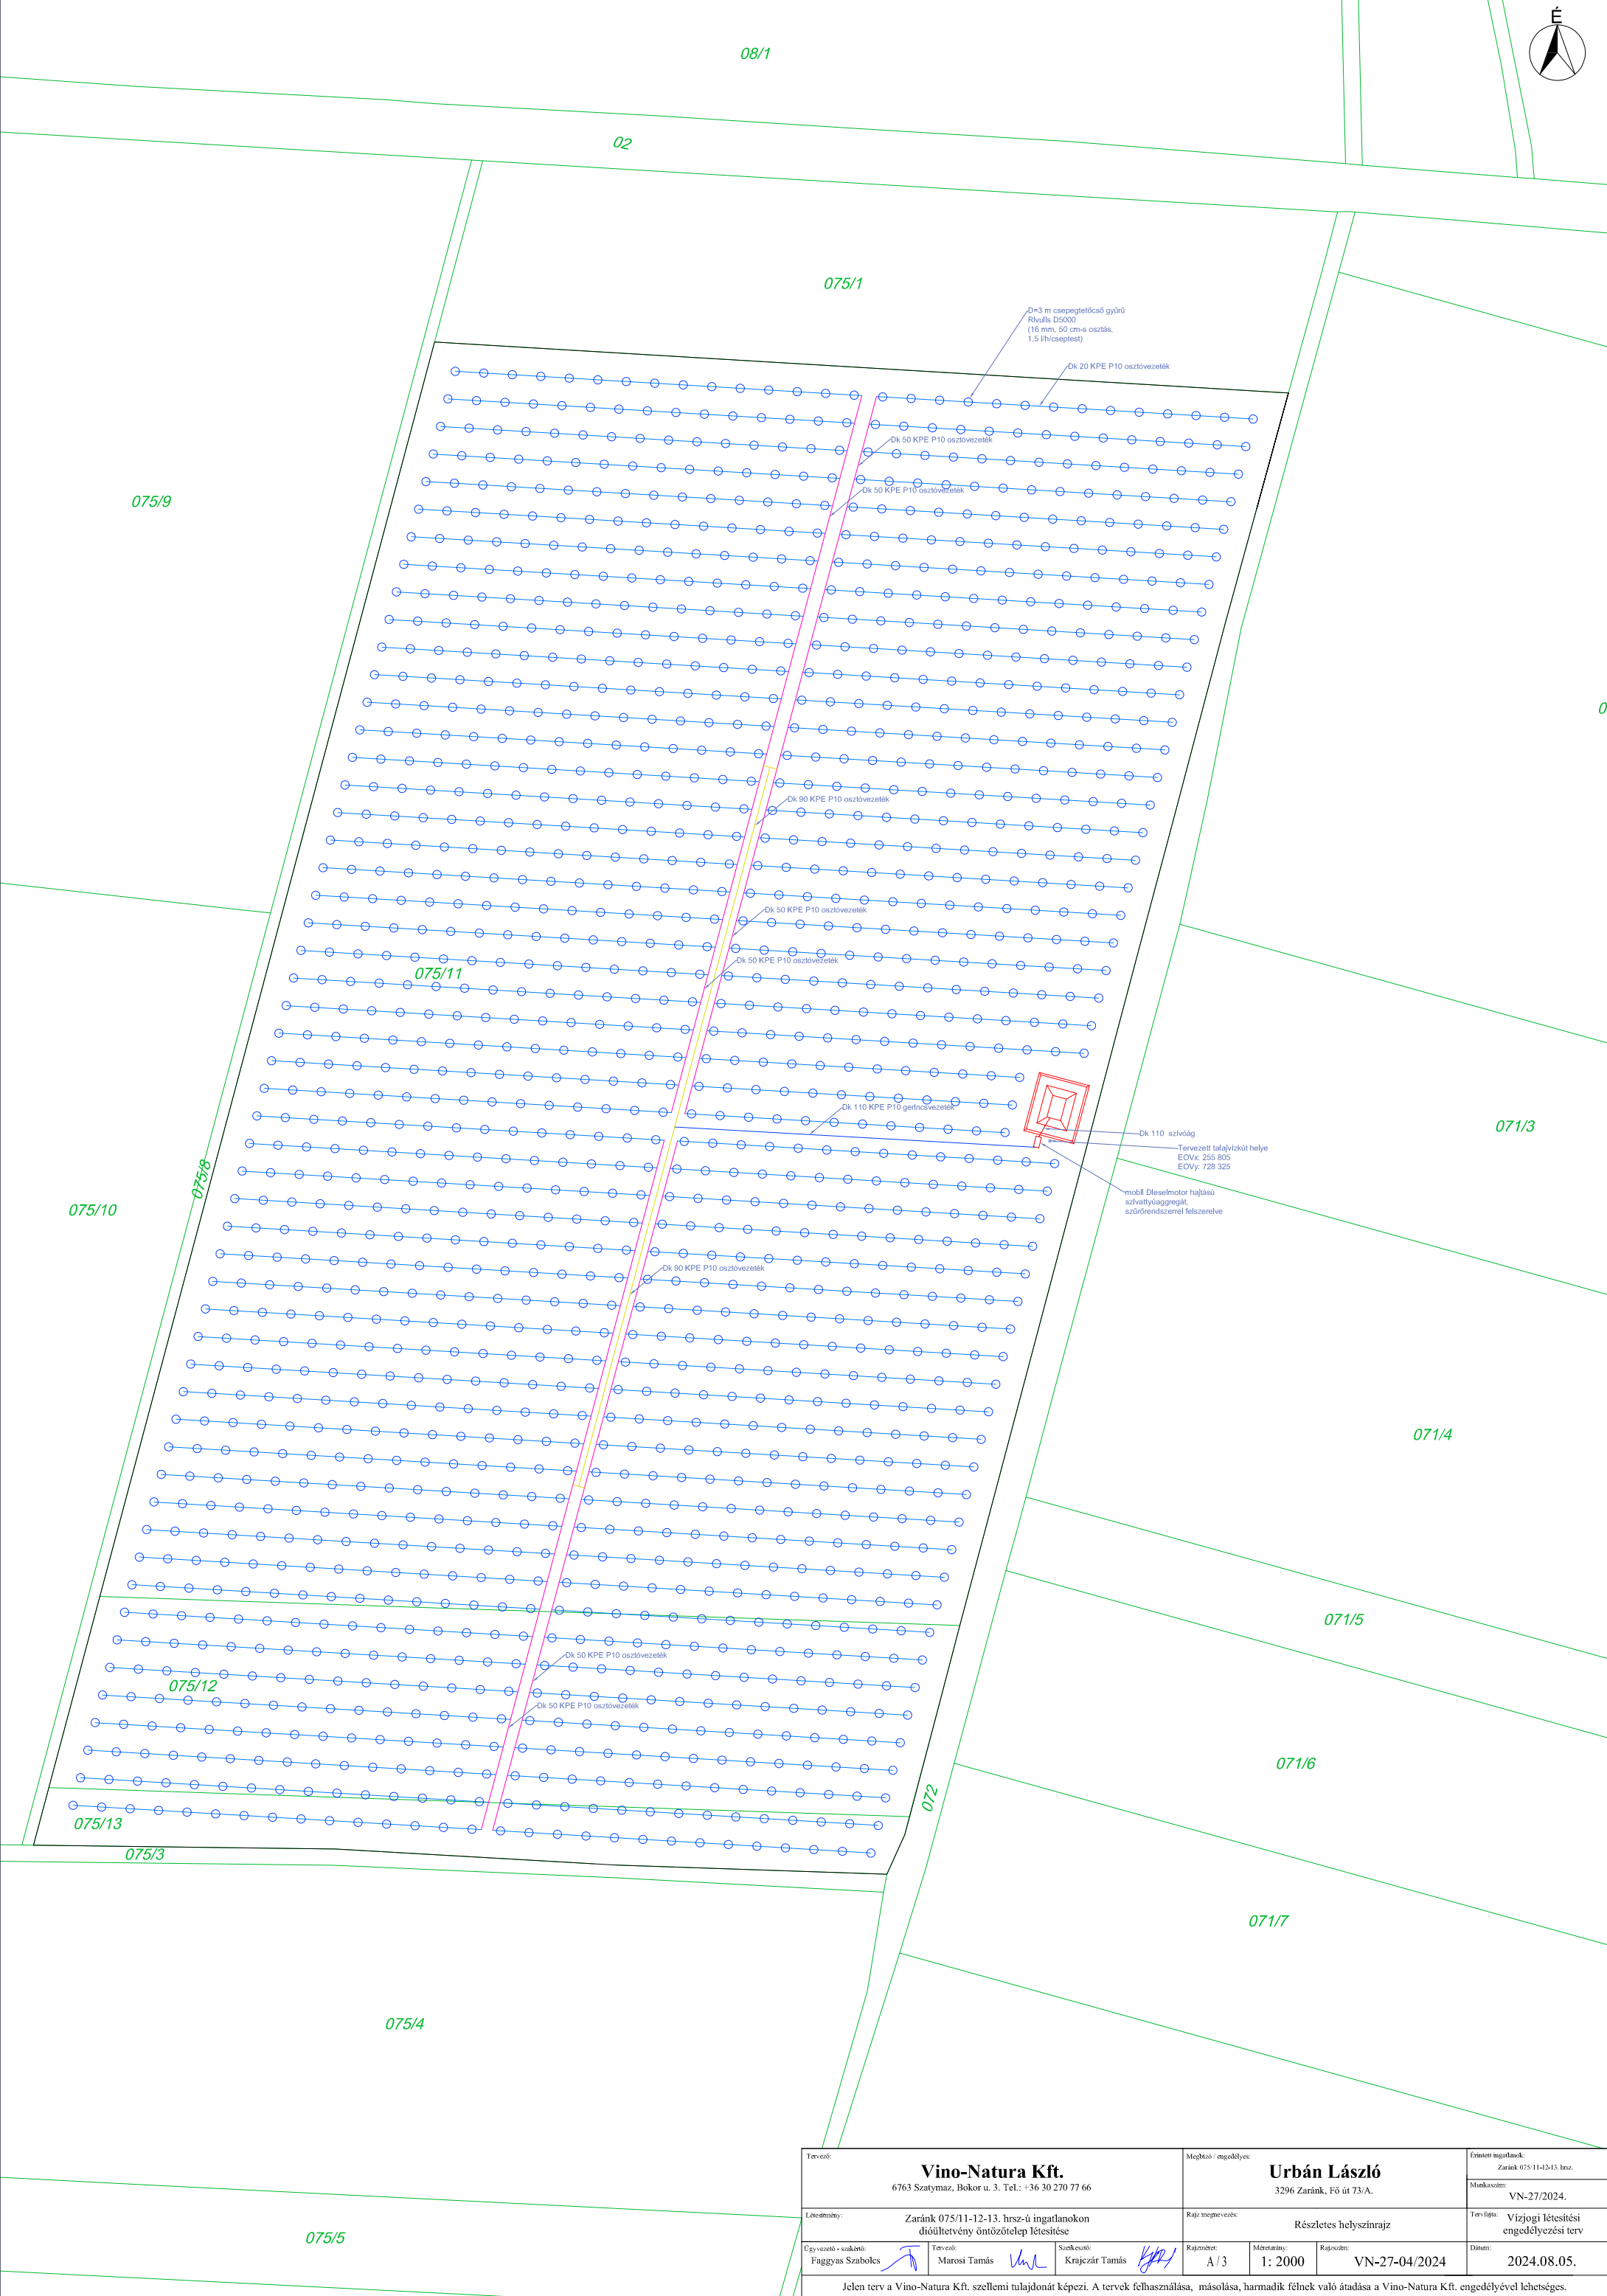 É
08/1
02
075/1
D=3 m csepegtetőcső gyűrű
Rivulls D5000
(16 mm, 50 cm-s osztás,
1,5 l/h/cseptest)
Dk 20 KPE P10 osztóvezeték
Dk 50 KPE P10 osztóvezeték
Dk 50 KPE P10 osztóvezeték
075/9
0
Dk 90 KPE P10 osztóvezeték
Dk 50 KPE P10 osztóvezeték
Dk 50 KPE P10 osztóvezeték
075/11
Dk 110 KPE P10 gerincvezeték
071/3
Dk 110 szívóág
Tervezett talajvízkút helye
EOVx: 255 805
EOVy: 728 325
075/8
mobil Dieselmotor hajtású
szivattyúaggregát,
szűrőrendszerrel felszerelve
075/10
Dk 90 KPE P10 osztóvezeték
071/4
071/5
Dk 50 KPE P10 osztóvezeték
075/12
Dk 50 KPE P10 osztóvezeték
071/6
072
075/13
075/3
071/7
075/4
075/5
Tervező:
Vino-Natura Kft.
6763 Szatymaz, Bokor u. 3. Tel.: +36 30 270 77 66
Megbízó / engedélyes:
Urbán László
3296 Zaránk, Fő út 73/A.
Érintett ingatlanok:
Zaránk 075/11-12-13. hrsz.
Munkaszám:
VN-27/2024.
Létesítmény:
Zaránk 075/11-12-13. hrsz-ú ingatlanokon
dióültetvény öntözőtelep létesítése
Rajz megnevezés:
Részletes helyszínrajz
Terv fajta:
Vízjogi létesítési
engedélyezési terv
Ügyvezető - szakértő:
Faggyas Szabolcs
Tervező:
Marosi Tamás
Szerkesztő:
Krajczár Tamás
Rajzméret:
A / 3
Méretarány:
1: 2000
Rajzszám:
VN-27-04/2024
Dátum:
2024.08.05.
Jelen terv a Vino-Natura Kft. szellemi tulajdonát képezi. A tervek felhasználása, másolása, harmadik félnek való átadása a Vino-Natura Kft. engedélyével lehetséges.